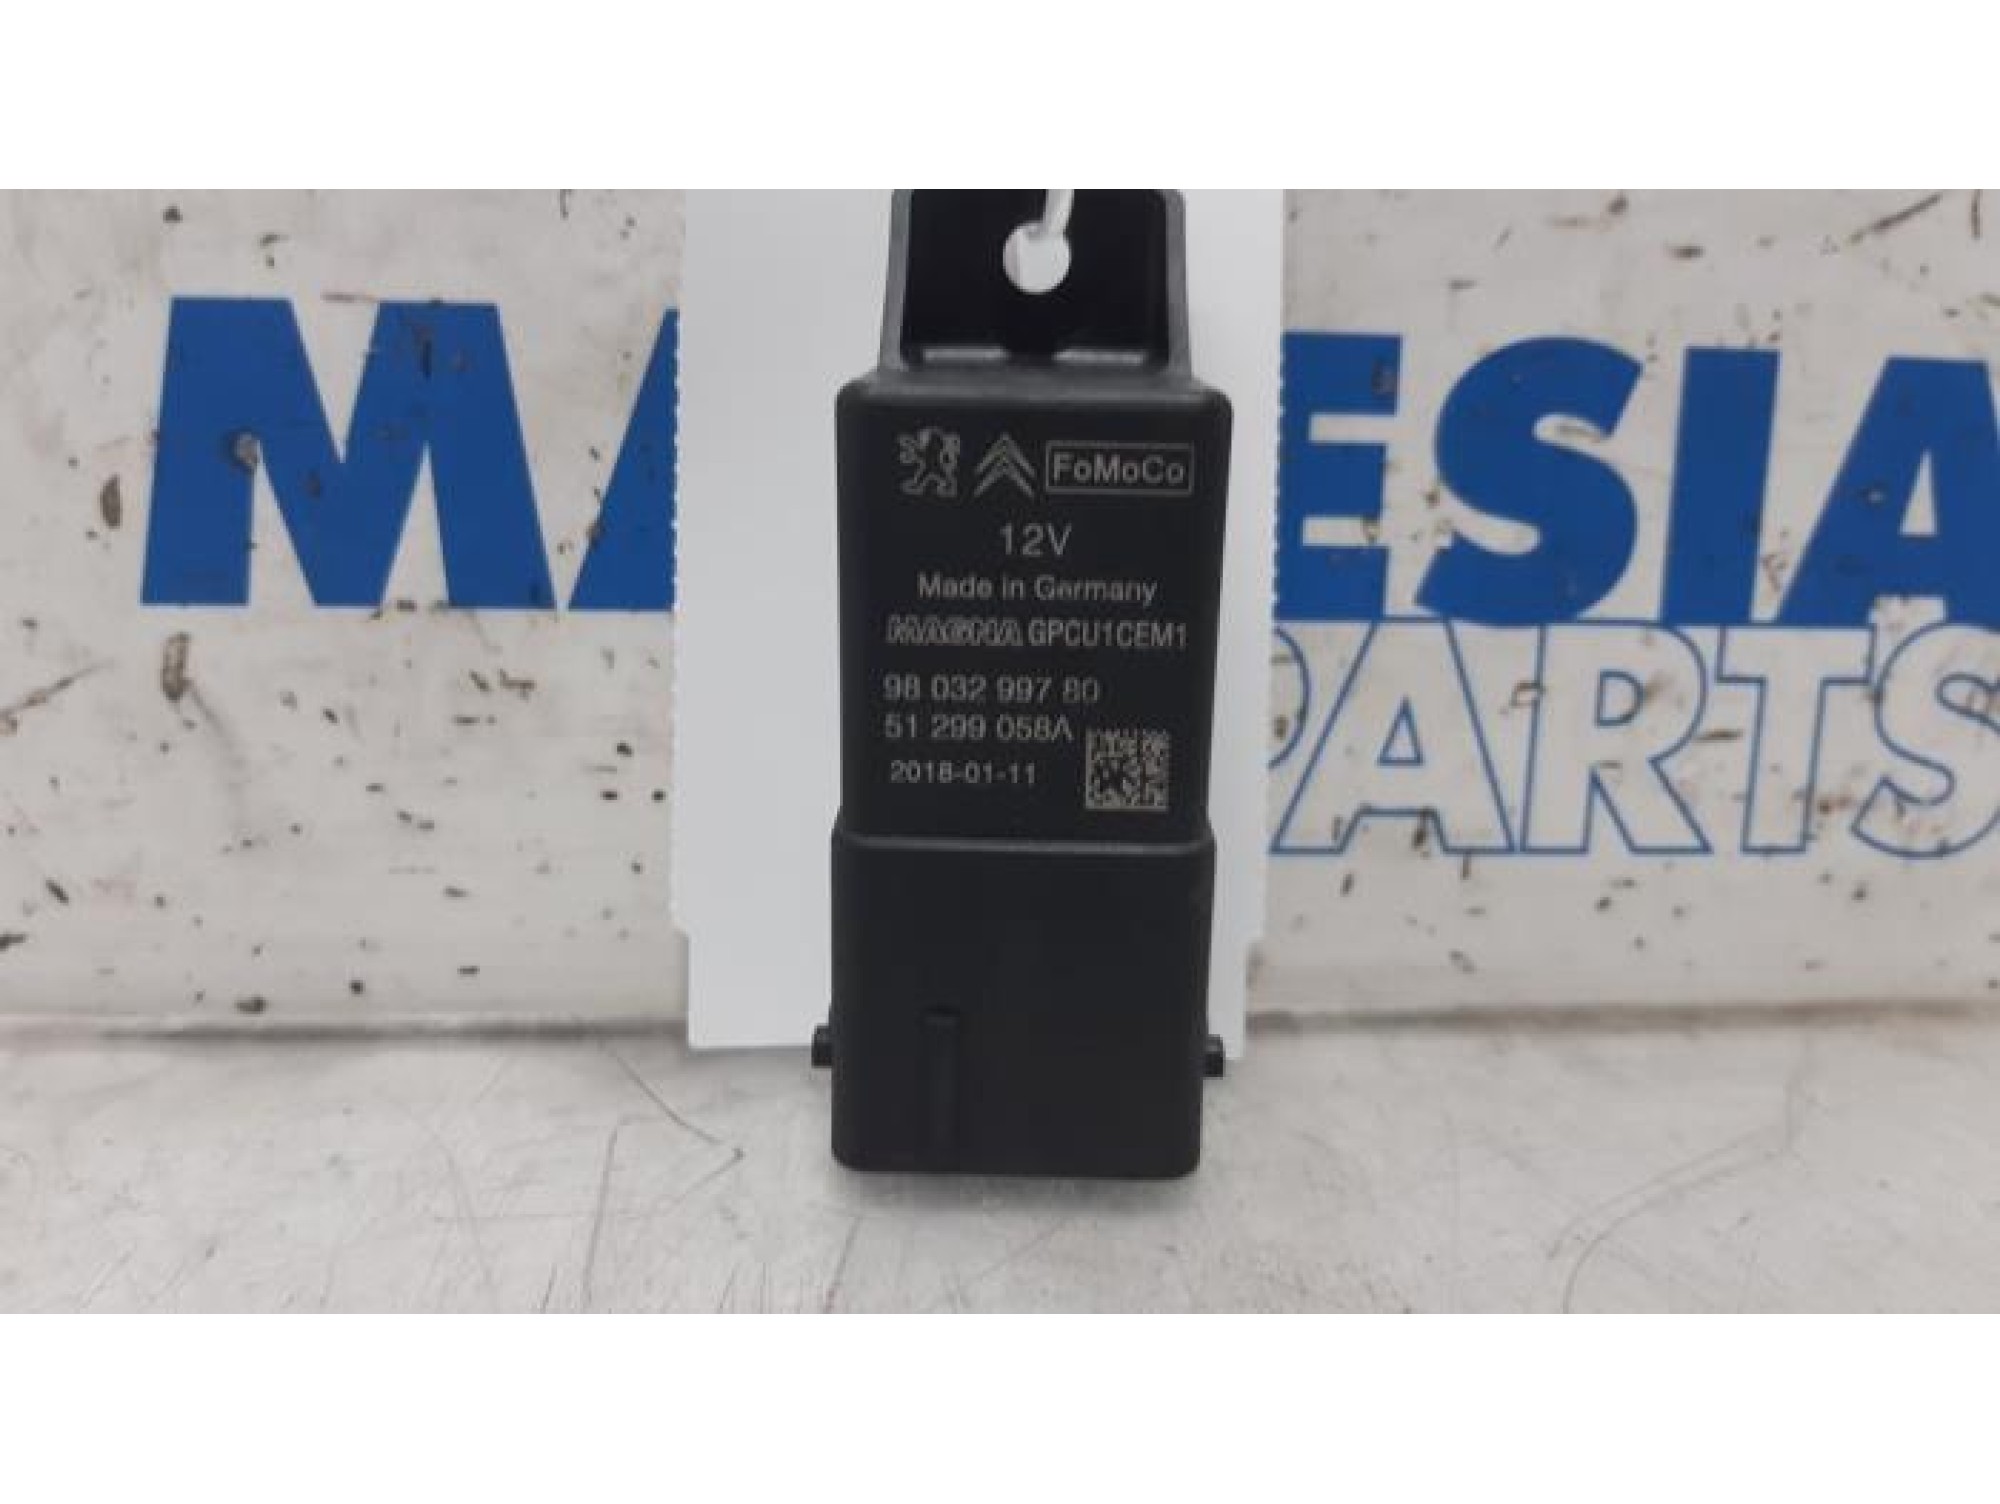 MA ESIA
PARTS
FoMoCo
12V
Made in Germany
MAGNA GPCU1CEM1
98 032 997 80
51 299 058A
2018-01-11